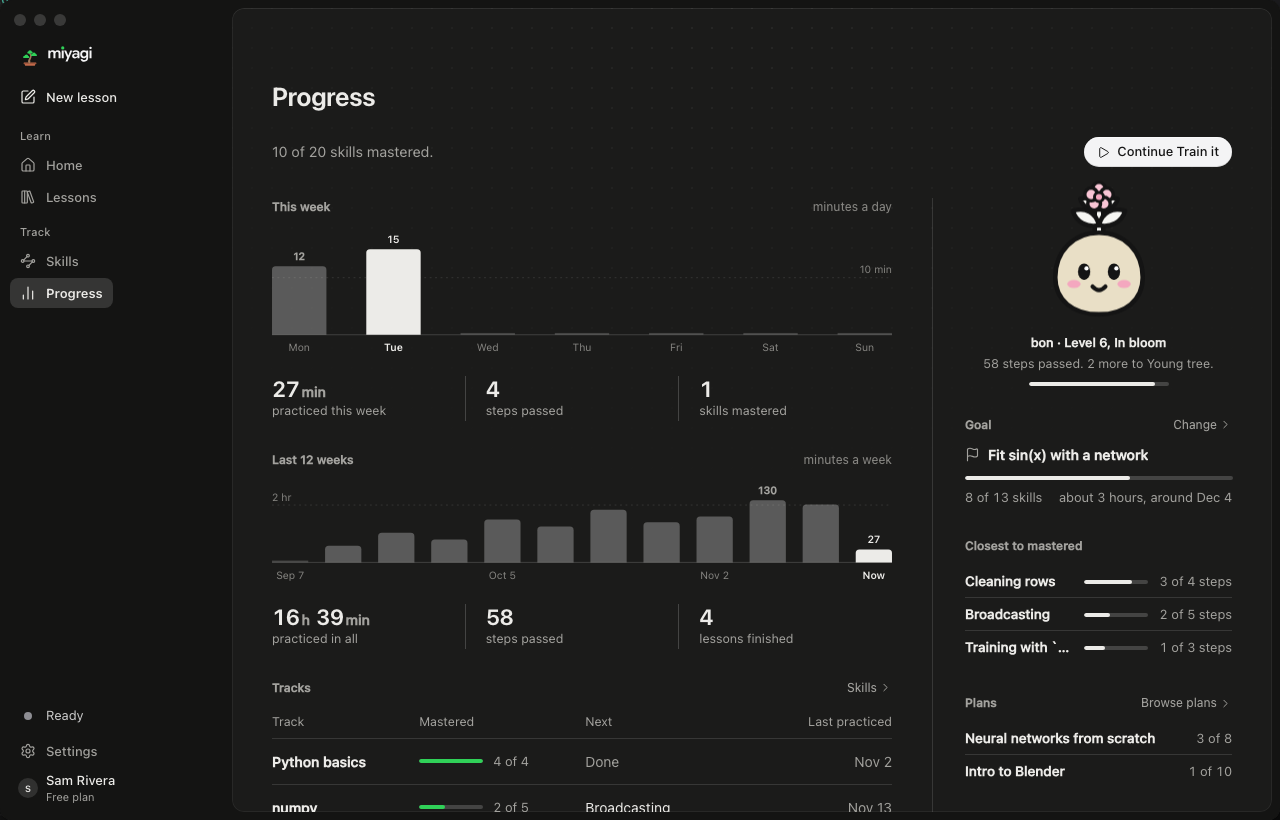 miyagi
New lesson
Learn
Home
Lessons
Track
Skills
Progress
Ready
Settings
S
Sam Rivera
Free plan
Progress
10 of 20 skills mastered.
Continue Train it
This week
minutes a day
12
15
10 min
Mon
Tue
Wed
Thu
Fri
Sat
Sun
27 min
practiced this week
4
steps passed
1
skills mastered
Last 12 weeks
minutes a week
2 hr
130
27
Sep 7
Oct 5
Nov 2
Now
16h 39min
practiced in all
58
steps passed
4
lessons finished
Tracks
Skills
Track Mastered Next Last practiced
Python basics 4 of 4 Done Nov 2
numpy 2 of 5 Broadcasting Nov 13
bon · Level 6, In bloom
58 steps passed. 2 more to Young tree.
Goal
Change
Fit sin(x) with a network
8 of 13 skills about 3 hours, around Dec 4
Closest to mastered
Cleaning rows 3 of 4 steps
Broadcasting 2 of 5 steps
Training with `... 1 of 3 steps
Plans
Browse plans
Neural networks from scratch 3 of 8
Intro to Blender 1 of 10